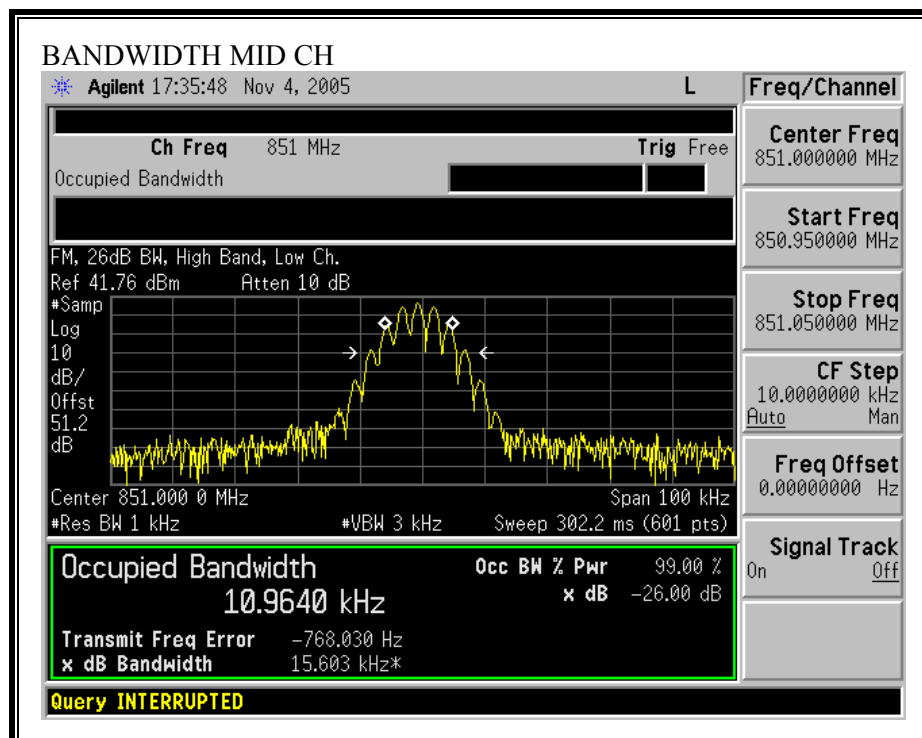 BANDWIDTH MID CH
Agilent 17:35:48 Nov 4, 2005 L
Freq/Channel
Ch Freq 851 MHz Trig Free
Occupied Bandwidth
Center Freq
851.000000 MHz
Start Freq
850.950000 MHz
Stop Freq
851.050000 MHz
CF Step
10.0000000 kHz
Auto Man
Freq Offset
0.00000000 Hz
Signal Track
On Off
FM, 26dB BW, High Band, Low Ch.
Ref 41.76 dBm Atten 10 dB
#Samp
Log
10
dB/
Offst
51.2
dB
Center 851.000 0 MHz Span 100 kHz
#Res BW 1 kHz #VBW 3 kHz Sweep 302.2 ms (601 pts)
Occupied Bandwidth Occ BW % Pwr 99.00 %
10.9640 kHz x dB -26.00 dB
Transmit Freq Error -768.030 Hz
x dB Bandwidth 15.603 kHz*
Query INTERRUPTED